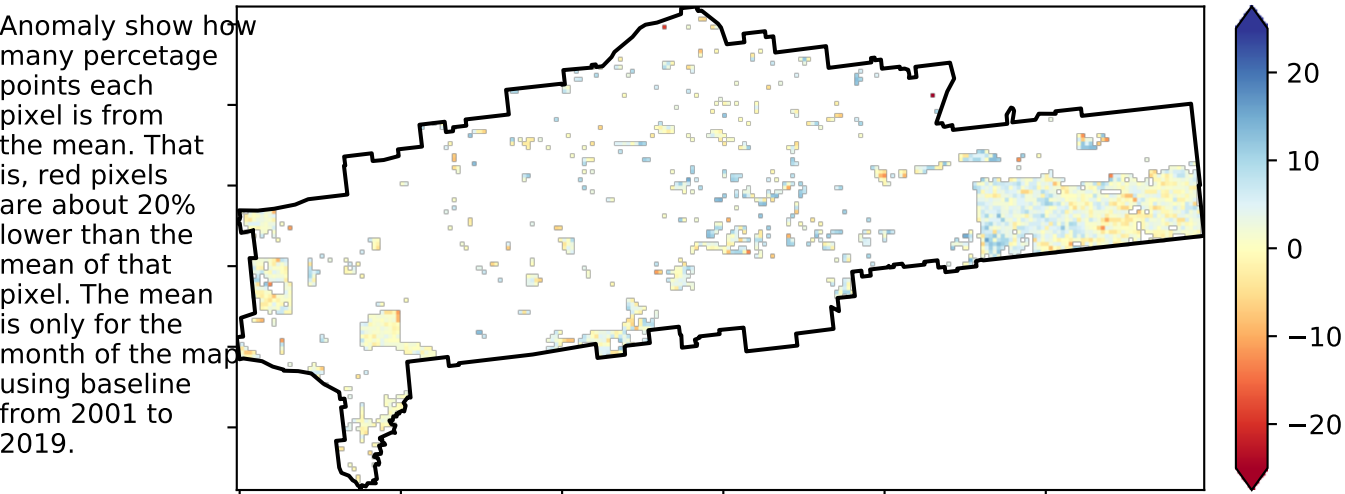 Anomaly show how
many percetage
points each
pixel is from
the mean. That
is, red pixels
are about 20%
lower than the
mean of that
pixel. The mean
is only for the
month of the map
using baseline
from 2001 to
2019.
20
10
0
−10
−20